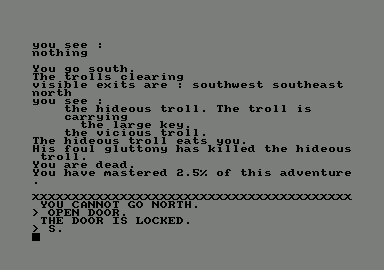 you see :
nothing
You go south.
The trolls clearing
visible exits are : southwest southeast
north
you see :
the hideous troll. The troll is
carrying
the large key.
the vicious troll.
The hideous troll eats you.
His foul gluttony has killed the hideous
troll.
You are dead.
You have mastered 2.5% of this adventure
.
xxxxxxxxxxxxxxxxxxxxxxxxxxxxxxxxxxxxxxxx
YOU CANNOT GO NORTH.
> OPEN DOOR.
THE DOOR IS LOCKED.
> S.